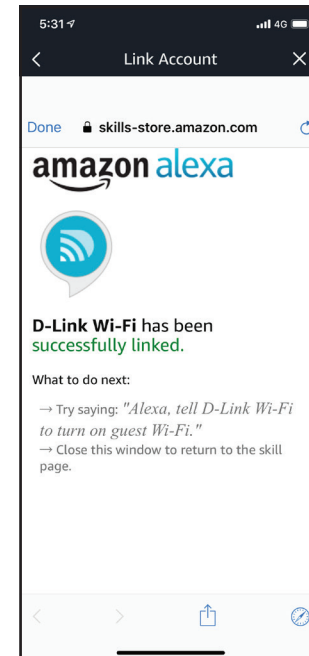 5:31
4G
Link Account
Done skills-store.amazon.com
amazon alexa
D-Link Wi-Fi has been
successfully linked.
What to do next:
→ Try saying: "Alexa, tell D-Link Wi-Fi
to turn on guest Wi-Fi."
→ Close this window to return to the skill
page.